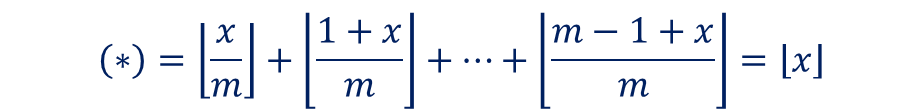 (∗) = ⌊x/m⌋ + ⌊(1 + x)/m⌋ + ⋯ + ⌊(m − 1 + x)/m⌋ = ⌊x⌋